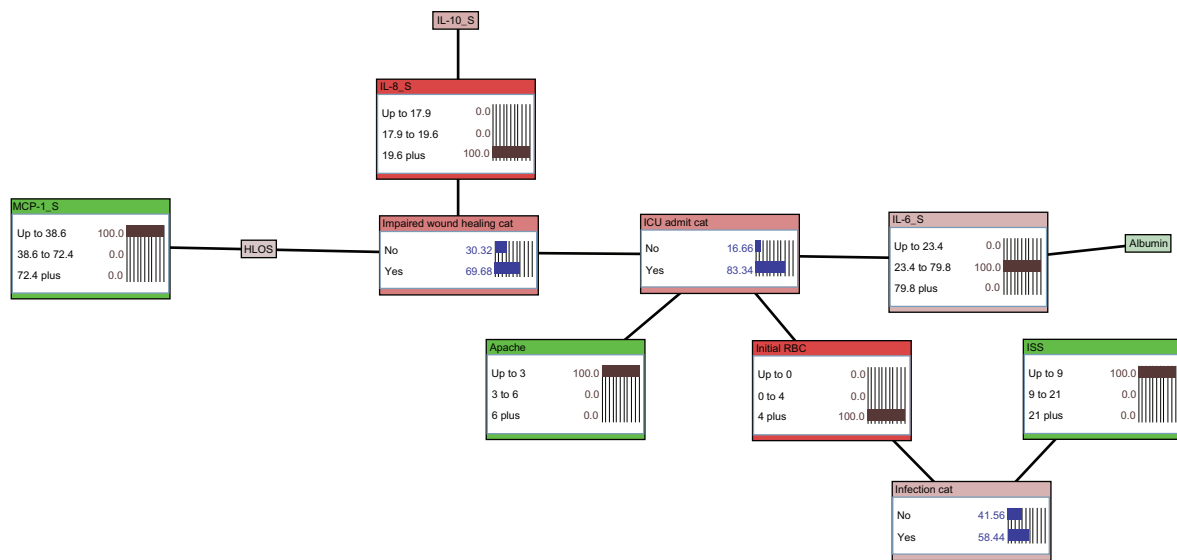 IL-10_S
IL-8_S
Up to 17.9 0.0
17.9 to 19.6 0.0
19.6 plus 100.0
MCP-1_S
Up to 38.6 100.0
38.6 to 72.4 0.0
72.4 plus 0.0
HLOS
Impaired wound healing cat
No 30.32
Yes 69.68
ICU admit cat
No 16.66
Yes 83.34
IL-6_S
Up to 23.4 0.0
23.4 to 79.8 100.0
79.8 plus 0.0
Albumin
Apache
Up to 3 100.0
3 to 6 0.0
6 plus 0.0
Initial RBC
Up to 0 0.0
0 to 4 0.0
4 plus 100.0
ISS
Up to 9 100.0
9 to 21 0.0
21 plus 0.0
Infection cat
No 41.56
Yes 58.44